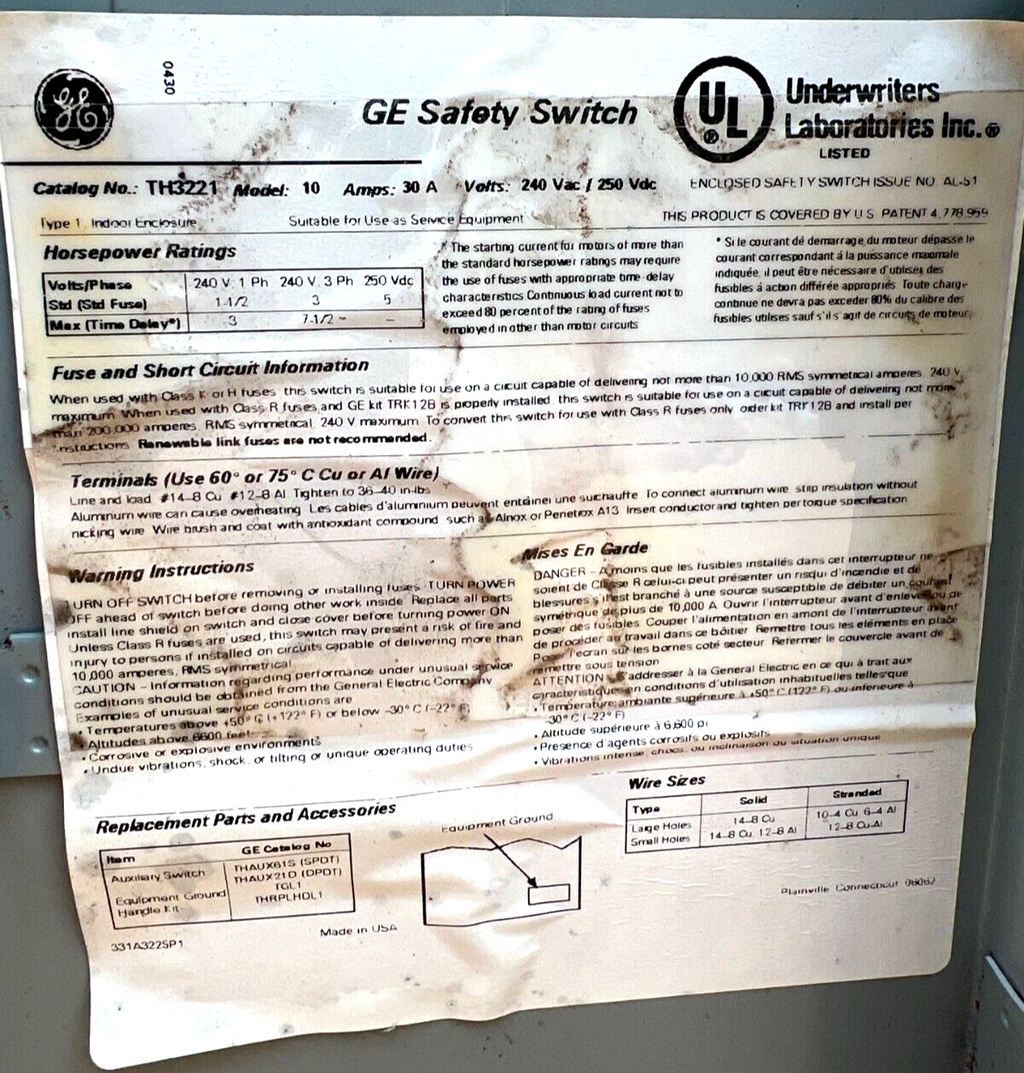 0430
GE
GE Safety Switch
UL
Underwriters
Laboratories Inc.®
LISTED
Catalog No.: TH3221 Model: 10 Amps: 30 A Volts: 240 Vac / 250 Vdc
ENCLOSED SAFETY SWITCH ISSUE NO. AL-51
Type 1, Indoor Enclosure
Suitable for Use as Service Equipment
THIS PRODUCT IS COVERED BY U S PATENT 4,778,959
Horsepower Ratings
Volts/Phase 240 V. 1 Ph 240 V. 3 Ph 250 Vdc
Std (Std Fuse) 1-1/2 3 5
Max (Time Delay*) 3 7-1/2 –
* The starting current for motors of more than
the standard horsepower ratings may require
the use of fuses with appropriate time-delay
characteristics Continuous load current not to
exceed 80 percent of the rating of fuses
employed in other than motor circuits
* Si le courant dé demarrage du moteur dépasse le
courant correspondant á la puissance maximale
indiquée, il peut être nécessaire d'utiliser des
fusibles á action différée appropriés Toute charge
continue ne devra pas exceder 80% du calibre des
fusibles utilises sauf s'il s'agit de circuits de moteur
Fuse and Short Circuit Information
When used with Class K or H fuses, this switch is suitable for use on a circuit capable of delivering not more than 10,000 RMS symmetrical amperes, 240 V
maximum. When used with Class R fuses and GE kit TRK12B is properly installed, this switch is suitable for use on a circuit capable of delivering not more
than 200,000 amperes, RMS symmetrical, 240 V maximum To convert this switch for use with Class R fuses only, order kit TRK12B and install per
instructions Renewable link fuses are not recommended.
Terminals (Use 60° or 75° C Cu or Al Wire)
Line and load #14-8 Cu #12-8 Al Tighten to 36-40 in-lbs
Aluminum wire can cause overheating Les cables d'aluminium peuvent entráinei une suchauffe To connect aluminum wire, strip insulation without
nicking wire Wire brush and coat with antioxidant compound, such as Alnox or Penetrox A13 Insert conductor and tighten per torque specification
Warning Instructions
TURN OFF SWITCH before removing or installing fuses TURN POWER
OFF ahead of switch before doing other work inside Replace all parts
install line shield on switch and close cover before turning power ON
Unless Class R fuses are used, this switch may present a risk of fire and
injury to persons if installed on circuits capable of delivering more than
10,000 amperes, RMS symmetrical
CAUTION – Information regarding performance under unusual service
conditions should be obtained from the General Electric Company
Examples of unusual service conditions are
• Temperatures above +50° C (+122° F) or below -30° C (-22° F)
• Altitudes above 6600 feet
• Corrosive or explosive environments
• Undue vibrations, shock, or tilting or unique operating duties
Mises En Garde
DANGER – A moins que les fusibles installés dans cet interrupteur ne
soient de Classe R celui-ci peut présenter un risqui d'incendie et de
blessures s'il est branché à une source susceptible de débiter un courant
symétrique de plus de 10,000 A Ouvrir l'interrupteur avant d'enlever ou de
poser des fusibles Couper l'alimentation en amont de l'interrupteur avant
de procéder au travail dans ce bôitier Remettre tous les eléments en place
Poser l'ecran sur les bornes coté secteur Refermer le couvercle avant de
remettre sous tension
ATTENTION S'addresser à la General Electric en ce qui à trait aux
caracteristiques en conditions d'utilisation inhabituelles telles que
• Température ambiante supérieure à +50° C (122° F) ou inferieure à
-30° C (-22° F)
• Altitude supérieure à 6,600 pi
• Presence d'agents corrosifs ou explosifs
• Vibrations intense, chocs, ou inclinaison ou situation unique
Replacement Parts and Accessories
Item GE Catalog No
Auxiliary Switch THAUX61S (SPDT)
THAUX21D (DPDT)
Equipment Ground TGL1
Handle Kit THRPLHDL1
331A3225P1
Made in USA
Equipment Ground
Wire Sizes
Type Solid Stranded
Large Holes 14-8 Cu 10-4 Cu 6-4 Al
Small Holes 14-8 Cu, 12-8 Al 12-8 Cu-Al
Plainville Connecticut 06062